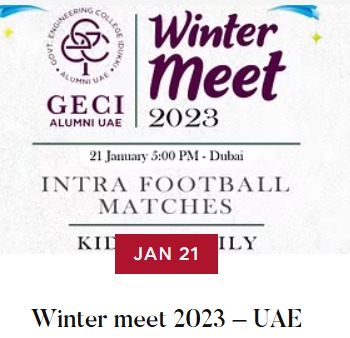 GOVT. ENGINEERING COLLEGE IDUKKI
ALUMNI UAE
GECI
ALUMNI UAE
Winter
Meet
2023
21 January 5:00 PM - Dubai
INTRA FOOTBALL
MATCHES
JAN 21
Winter meet 2023 – UAE